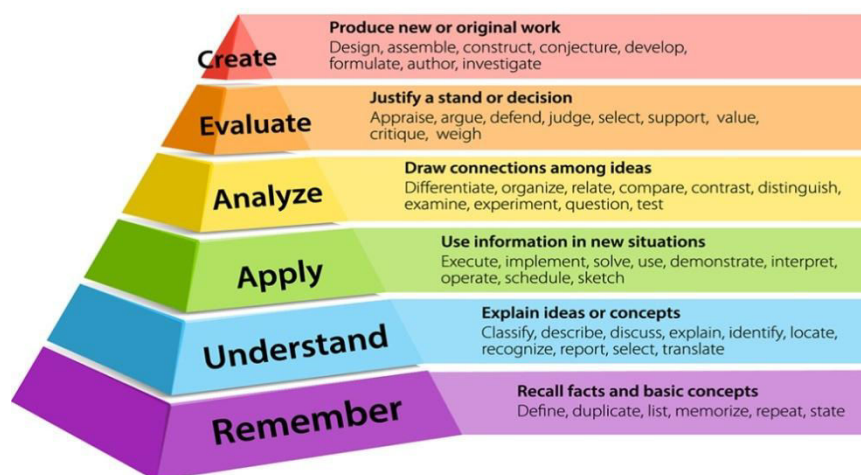 Create
Produce new or original work
Design, assemble, construct, conjecture, develop,
formulate, author, investigate
Evaluate
Justify a stand or decision
Appraise, argue, defend, judge, select, support, value,
critique, weigh
Analyze
Draw connections among ideas
Differentiate, organize, relate, compare, contrast, distinguish,
examine, experiment, question, test
Apply
Use information in new situations
Execute, implement, solve, use, demonstrate, interpret,
operate, schedule, sketch
Understand
Explain ideas or concepts
Classify, describe, discuss, explain, identify, locate,
recognize, report, select, translate
Remember
Recall facts and basic concepts
Define, duplicate, list, memorize, repeat, state